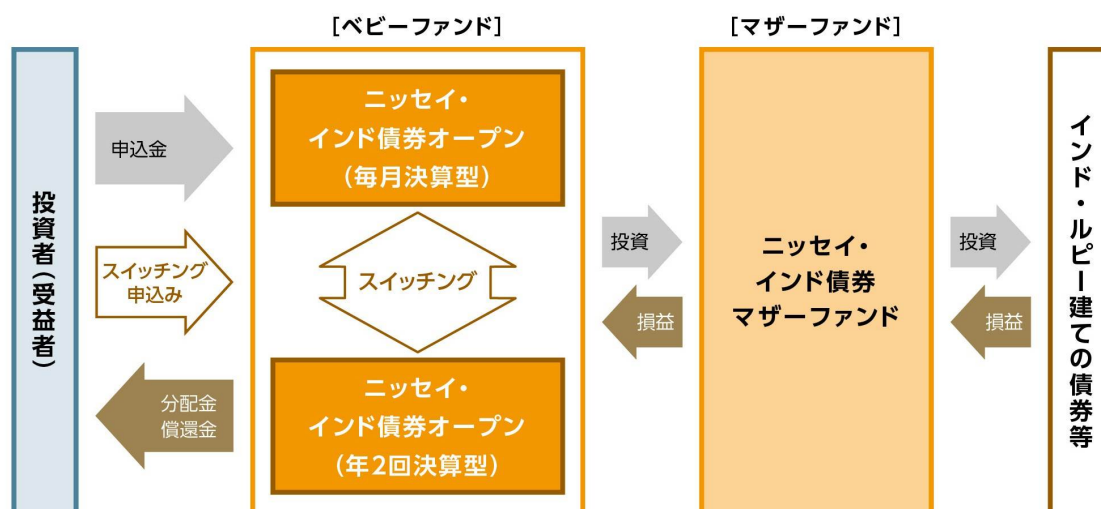 [ベビーファンド]
[マザーファンド]
投資者(受益者)
申込金
スイッチング
申込み
分配金
償還金
ニッセイ・
インド債券オープン
(毎月決算型)
スイッチング
ニッセイ・
インド債券オープン
(年2回決算型)
投資
損益
ニッセイ・
インド債券
マザーファンド
投資
損益
インド・ルピー建ての債券等